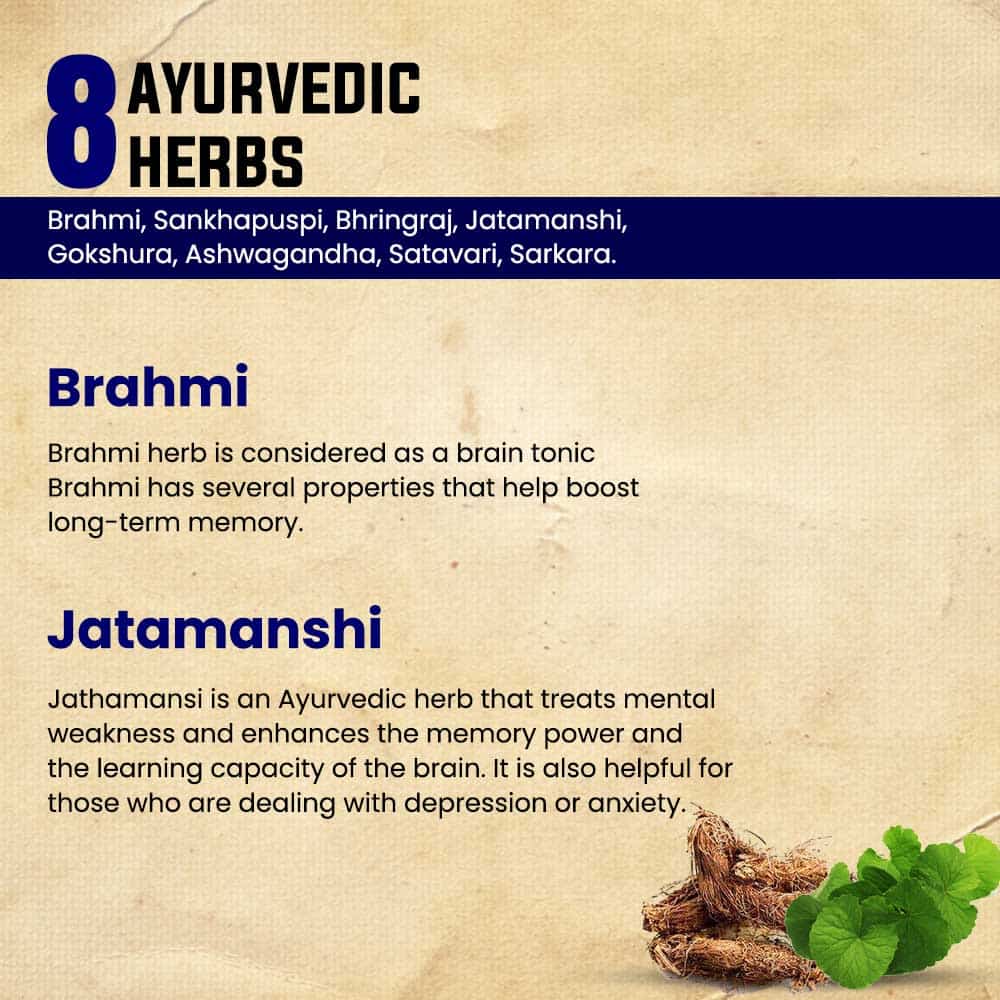 8 AYURVEDIC
HERBS
Brahmi, Sankhapuspi, Bhringraj, Jatamanshi,
Gokshura, Ashwagandha, Satavari, Sarkara.
Brahmi
Brahmi herb is considered as a brain tonic
Brahmi has several properties that help boost
long-term memory.
Jatamanshi
Jathamansi is an Ayurvedic herb that treats mental
weakness and enhances the memory power and
the learning capacity of the brain. It is also helpful for
those who are dealing with depression or anxiety.